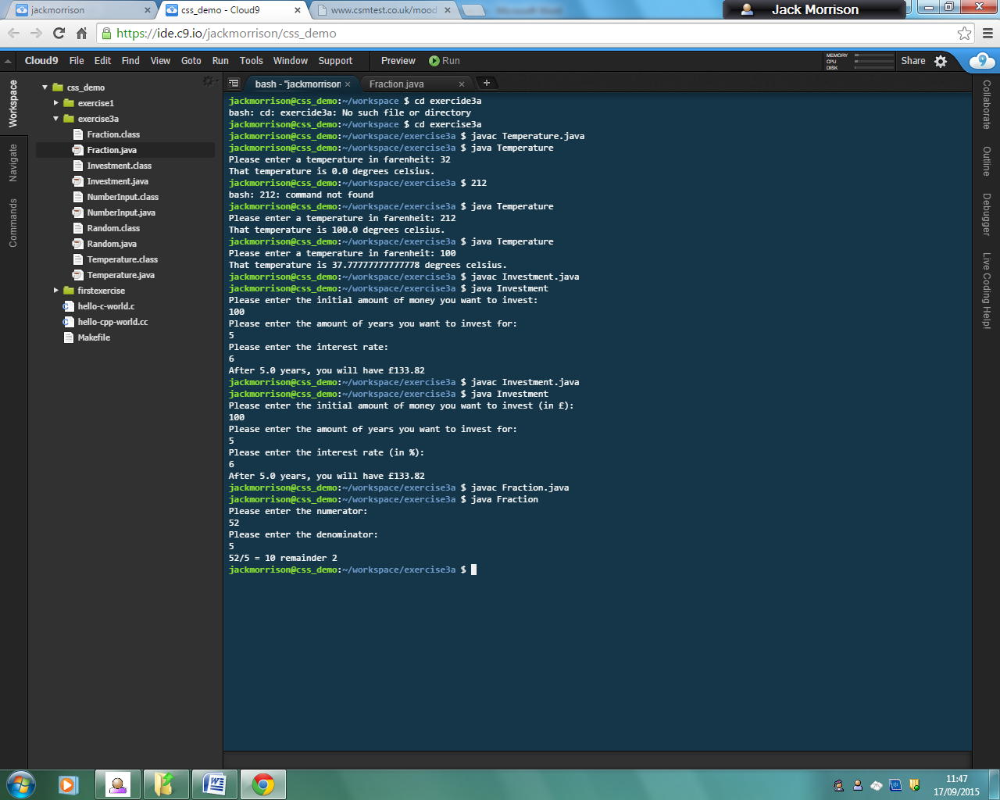 jackmorrison
css_demo - Cloud9
www.csmtest.co.uk/mood
Jack Morrison
https://ide.c9.io/jackmorrison/css_demo
Cloud9 File Edit Find View Goto Run Tools Window Support Preview Run
MEMORY
CPU
DISK
Share
9
Workspace
Navigate
Commands
css_demo
exercise1
exercise3a
Fraction.class
Fraction.java
Investment.class
Investment.java
NumberInput.class
NumberInput.java
Random.class
Random.java
Temperature.class
Temperature.java
firstexercise
hello-c-world.c
hello-cpp-world.cc
Makefile
bash - "jackmorrison
Fraction.java
jackmorrison@css_demo:~/workspace $ cd exercide3a
bash: cd: exercide3a: No such file or directory
jackmorrison@css_demo:~/workspace $ cd exercise3a
jackmorrison@css_demo:~/workspace/exercise3a $ javac Temperature.java
jackmorrison@css_demo:~/workspace/exercise3a $ java Temperature
Please enter a temperature in farenheit: 32
That temperature is 0.0 degrees celsius.
jackmorrison@css_demo:~/workspace/exercise3a $ 212
bash: 212: command not found
jackmorrison@css_demo:~/workspace/exercise3a $ java Temperature
Please enter a temperature in farenheit: 212
That temperature is 100.0 degrees celsius.
jackmorrison@css_demo:~/workspace/exercise3a $ java Temperature
Please enter a temperature in farenheit: 100
That temperature is 37.77777777777778 degrees celsius.
jackmorrison@css_demo:~/workspace/exercise3a $ javac Investment.java
jackmorrison@css_demo:~/workspace/exercise3a $ java Investment
Please enter the initial amount of money you want to invest:
100
Please enter the amount of years you want to invest for:
5
Please enter the interest rate:
6
After 5.0 years, you will have £133.82
jackmorrison@css_demo:~/workspace/exercise3a $ javac Investment.java
jackmorrison@css_demo:~/workspace/exercise3a $ java Investment
Please enter the initial amount of money you want to invest (in £):
100
Please enter the amount of years you want to invest for:
5
Please enter the interest rate (in %):
6
After 5.0 years, you will have £133.82
jackmorrison@css_demo:~/workspace/exercise3a $ javac Fraction.java
jackmorrison@css_demo:~/workspace/exercise3a $ java Fraction
Please enter the numerator:
52
Please enter the denominator:
5
52/5 = 10 remainder 2
jackmorrison@css_demo:~/workspace/exercise3a $
Collaborate
Outline
Debugger
Live Coding Help!
11:47
17/09/2015